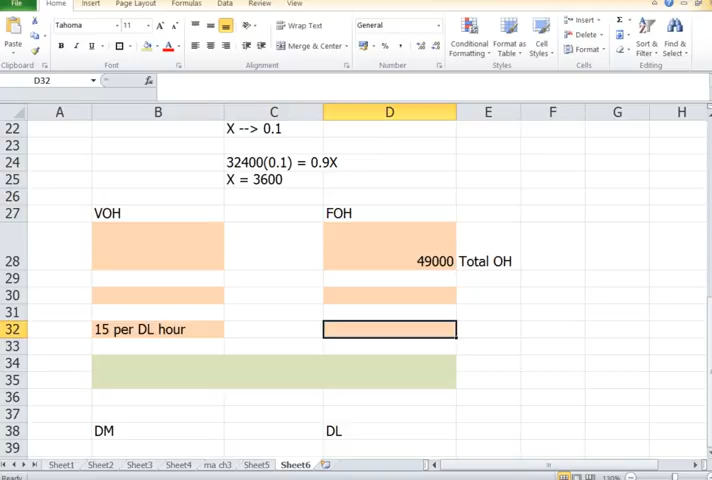 File Home Insert Page Layout Formulas Data Review View
Tahoma 11 A A Wrap Text General Insert
Paste B I U A Merge & Center $ % , Conditional Formatting Format as Table Cell Styles Delete Format Sort & Filter Find & Select
Clipboard Font Alignment Number Styles Cells Editing
D32 fx
A B C D E F G H
22 X --> 0.1
23
24 32400(0.1) = 0.9X
25 X = 3600
26
27 VOH FOH
28 49000 Total OH
29
30
31
32 15 per DL hour
33
34
35
36
37
38 DM DL
39
Sheet1 Sheet2 Sheet3 Sheet4 ma ch3 Sheet5 Sheet6
Ready 130%